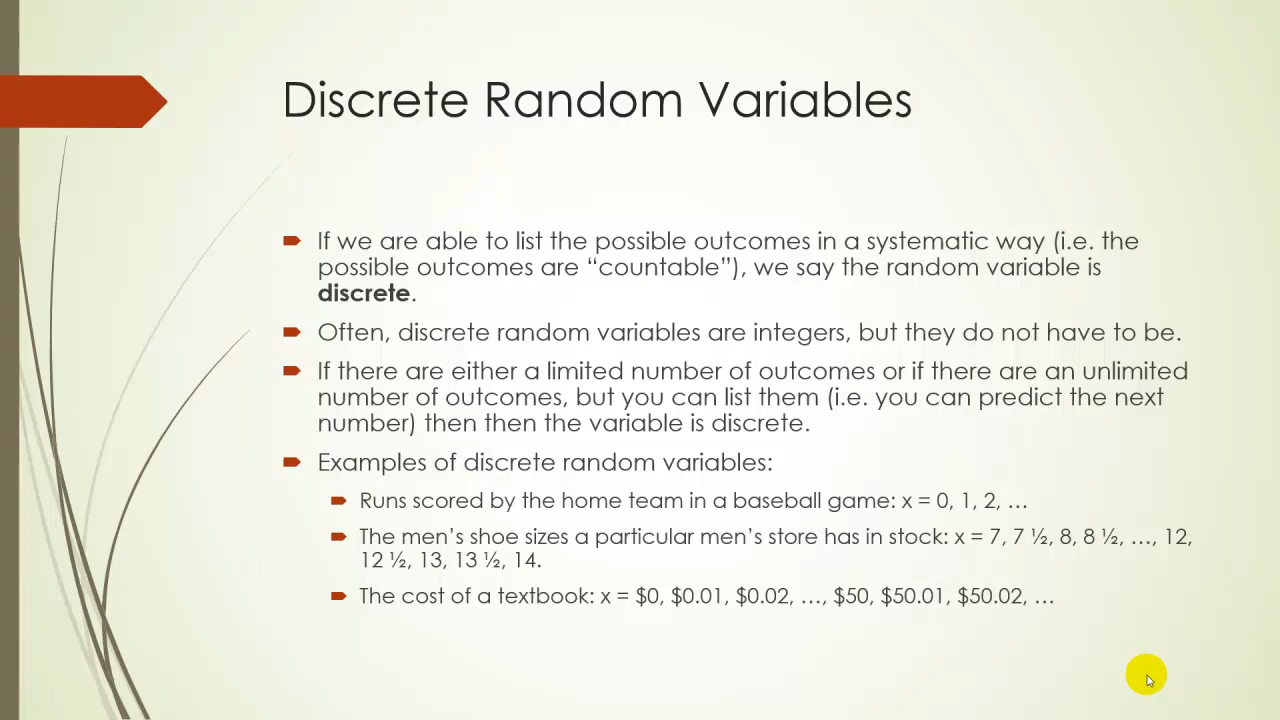 Discrete Random Variables
If we are able to list the possible outcomes in a systematic way (i.e. the
possible outcomes are “countable”), we say the random variable is
discrete.
Often, discrete random variables are integers, but they do not have to be.
If there are either a limited number of outcomes or if there are an unlimited
number of outcomes, but you can list them (i.e. you can predict the next
number) then then the variable is discrete.
Examples of discrete random variables:
Runs scored by the home team in a baseball game: x = 0, 1, 2, …
The men’s shoe sizes a particular men’s store has in stock: x = 7, 7 ½, 8, 8 ½, …, 12,
12 ½, 13, 13 ½, 14.
The cost of a textbook: x = $0, $0.01, $0.02, …, $50, $50.01, $50.02, …